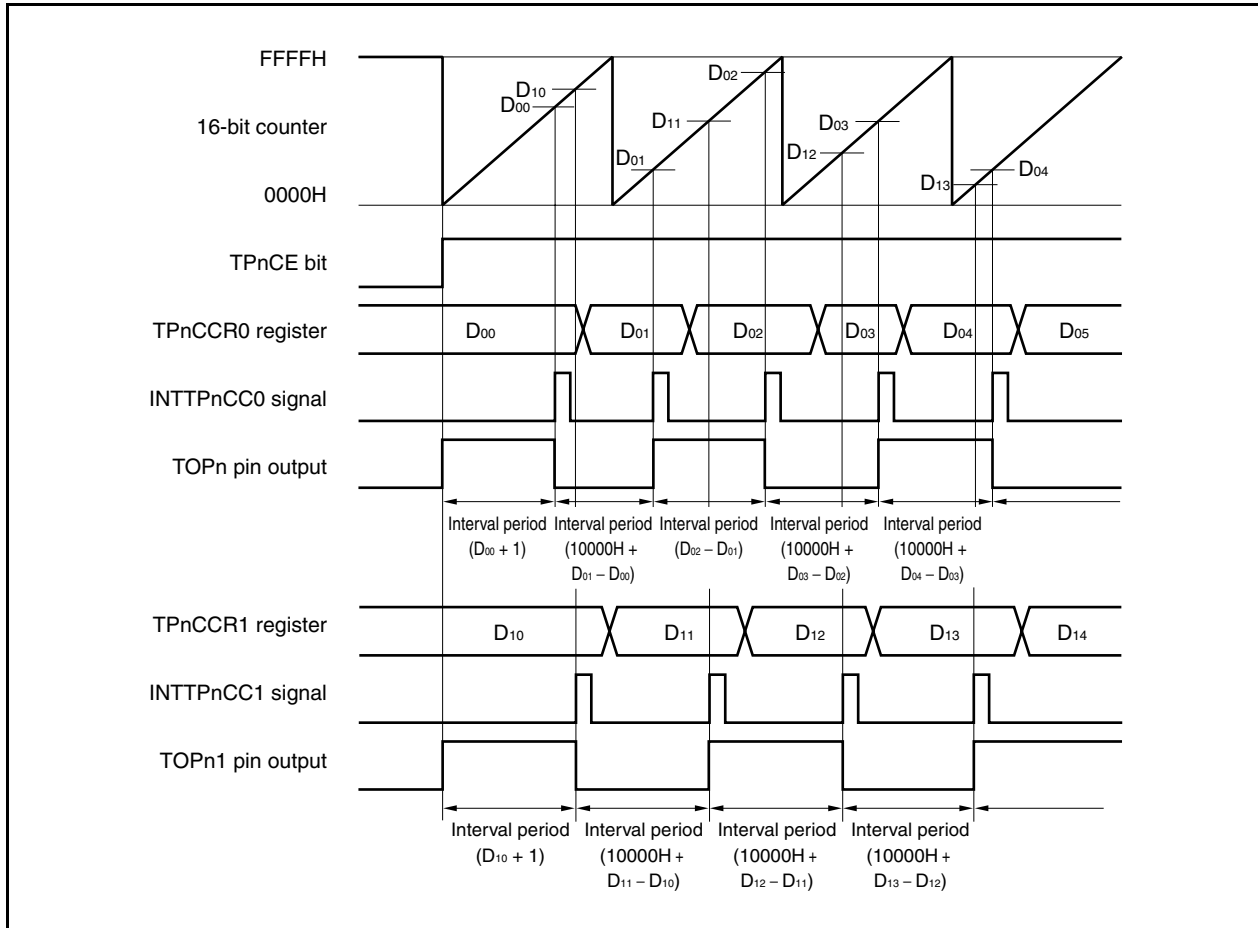 FFFFH
16-bit counter
0000H
D10
D00
D01
D11
D02
D12
D03
D13
D04
TPnCE bit
TPnCCR0 register
D00
D01
D02
D03
D04
D05
INTTPnCC0 signal
TOPn pin output
Interval period
(D00 + 1)
Interval period
(10000H +
D01 – D00)
Interval period
(D02 – D01)
Interval period
(10000H +
D03 – D02)
Interval period
(10000H +
D04 – D03)
TPnCCR1 register
D10
D11
D12
D13
D14
INTTPnCC1 signal
TOPn1 pin output
Interval period
(D10 + 1)
Interval period
(10000H +
D11 – D10)
Interval period
(10000H +
D12 – D11)
Interval period
(10000H +
D13 – D12)